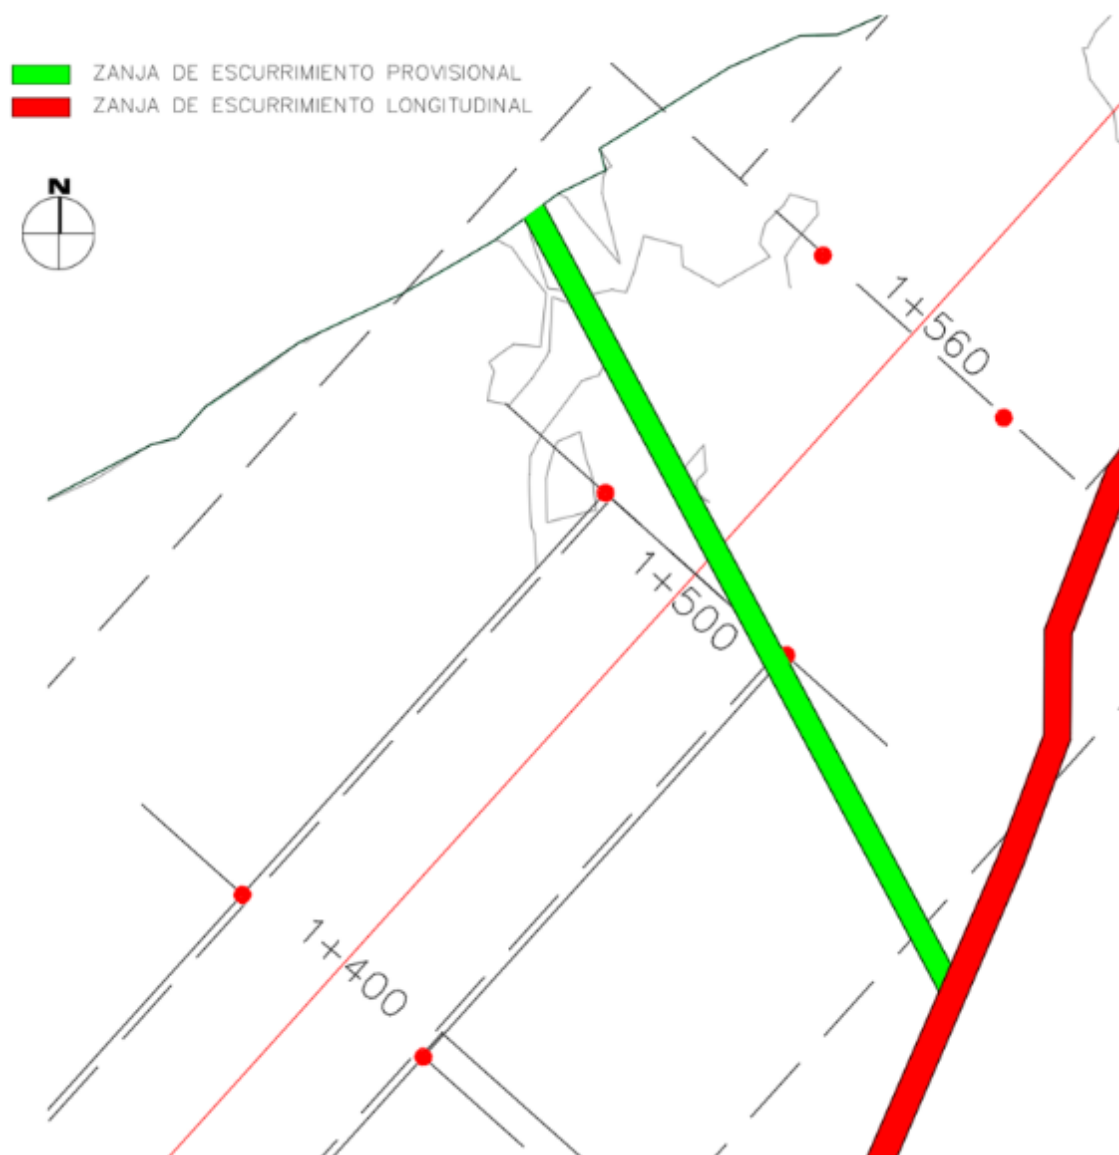 ZANJA DE ESCURRIMIENTO PROVISIONAL
ZANJA DE ESCURRIMIENTO LONGITUDINAL
N
1+560
1+500
1+400